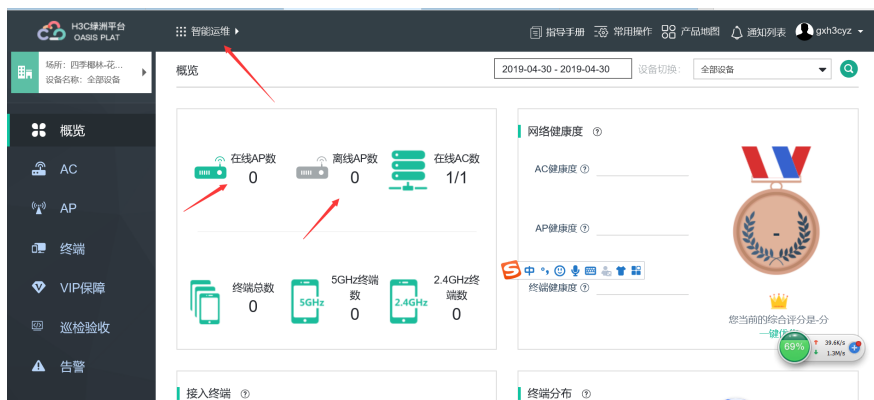 H3C绿洲平台
OASIS PLAT
智能运维
指导手册
常用操作
产品地图
通知列表
gxh3cyz
场所: 四季椰林-花...
设备名称: 全部设备
概览
2019-04-30 - 2019-04-30
设备切换:
全部设备
概览
AC
AP
终端
VIP保障
巡检验收
告警
在线AP数
0
离线AP数
0
在线AC数
1/1
终端总数
0
5GHz
5GHz终端
数
0
2.4GHz
2.4GHz终
端数
0
网络健康度 ?
AC健康度 ?
AP健康度 ?
终端健康度 ?
S 中
-
您当前的综合评分是-分
69%
39.6K/s
1.3M/s
接入终端 ?
终端分布 ?